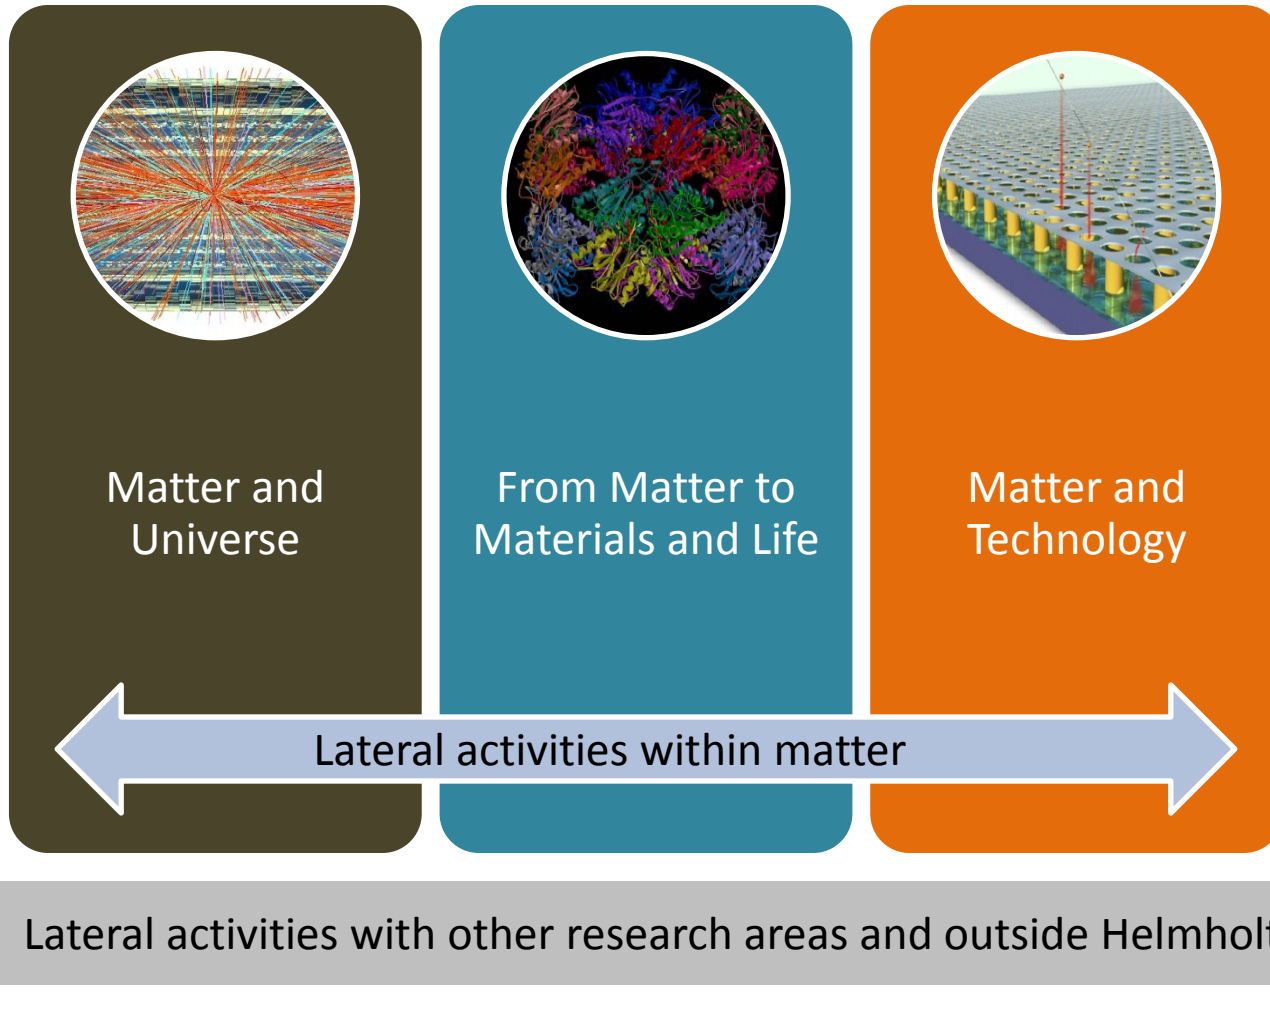 Matter and
Universe
From Matter to
Materials and Life
Matter and
Technology
Lateral activities within matter
Lateral activities with other research areas and outside Helmholt